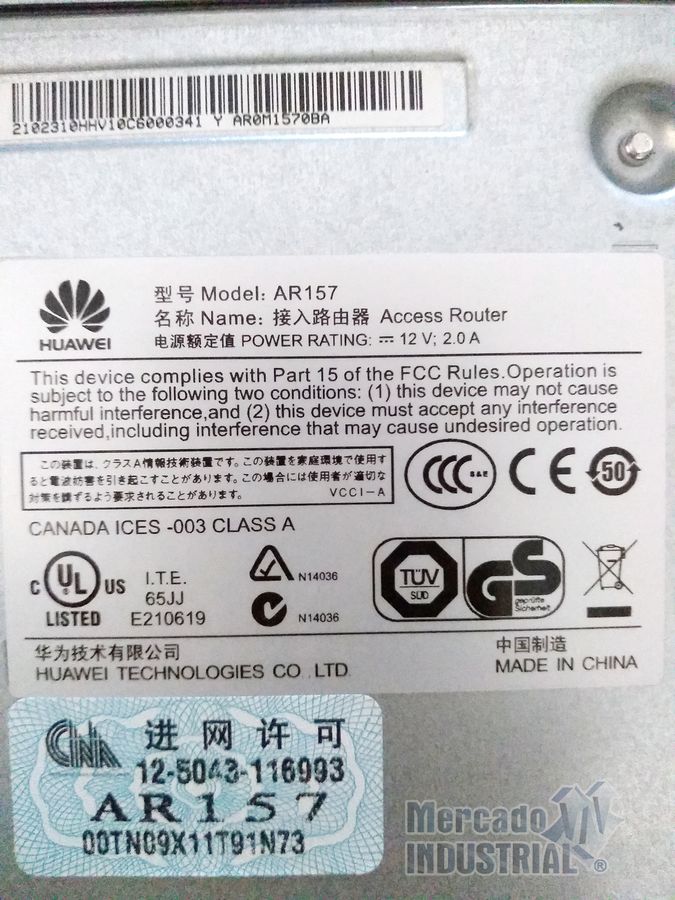 2102310HHV10C6000341 Y AR0M1570BA
HUAWEI
型号 Model: AR157
名称 Name: 接入路由器 Access Router
电源额定值 POWER RATING: ⎓ 12 V; 2.0 A
This device complies with Part 15 of the FCC Rules.Operation is
subject to the following two conditions: (1) this device may not cause
harmful interference,and (2) this device must accept any interference
received,including interference that may cause undesired operation.
この装置は、クラスA情報技術装置です。この装置を家庭環境で使用す
ると電波妨害を引き起こすことがあります。この場合には使用者が適切な
対策を講ずるよう要求されることがあります。 VCCI-A
CCC S&E CE 50
CANADA ICES -003 CLASS A
C UL US LISTED
I.T.E.
65JJ
E210619
N14036
N14036
TÜV SÜD
GS geprüfte Sicherheit
华为技术有限公司
HUAWEI TECHNOLOGIES CO .,LTD.
中国制造
MADE IN CHINA
进网许可
12-5043-116993
AR157
00TN09X11T91N73
Mercado
INDUSTRIAL®